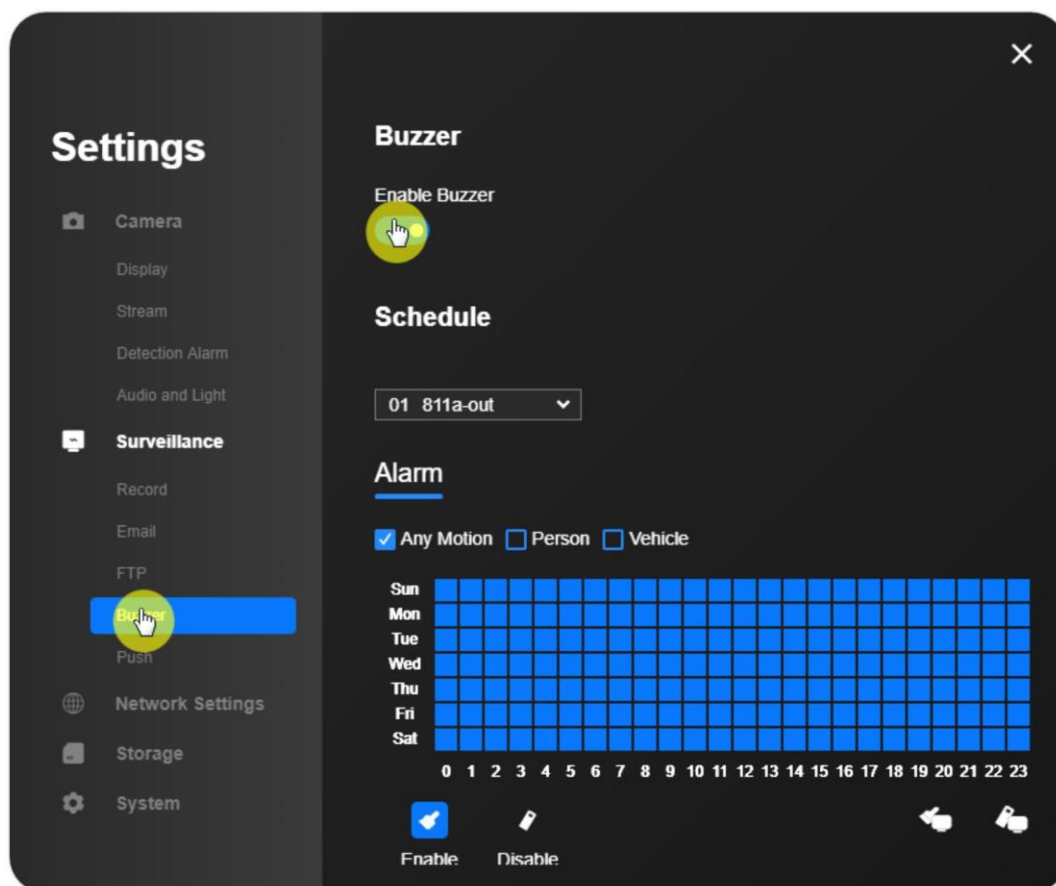 Settings
Camera
Display
Stream
Detection Alarm
Audio and Light
Surveillance
Record
Email
FTP
Buzzer
Push
Network Settings
Storage
System
Buzzer
Enable Buzzer
Schedule
01 811a-out
Alarm
Any Motion Person Vehicle
Sun
Mon
Tue
Wed
Thu
Fri
Sat
0 1 2 3 4 5 6 7 8 9 10 11 12 13 14 15 16 17 18 19 20 21 22 23
Enable Disable